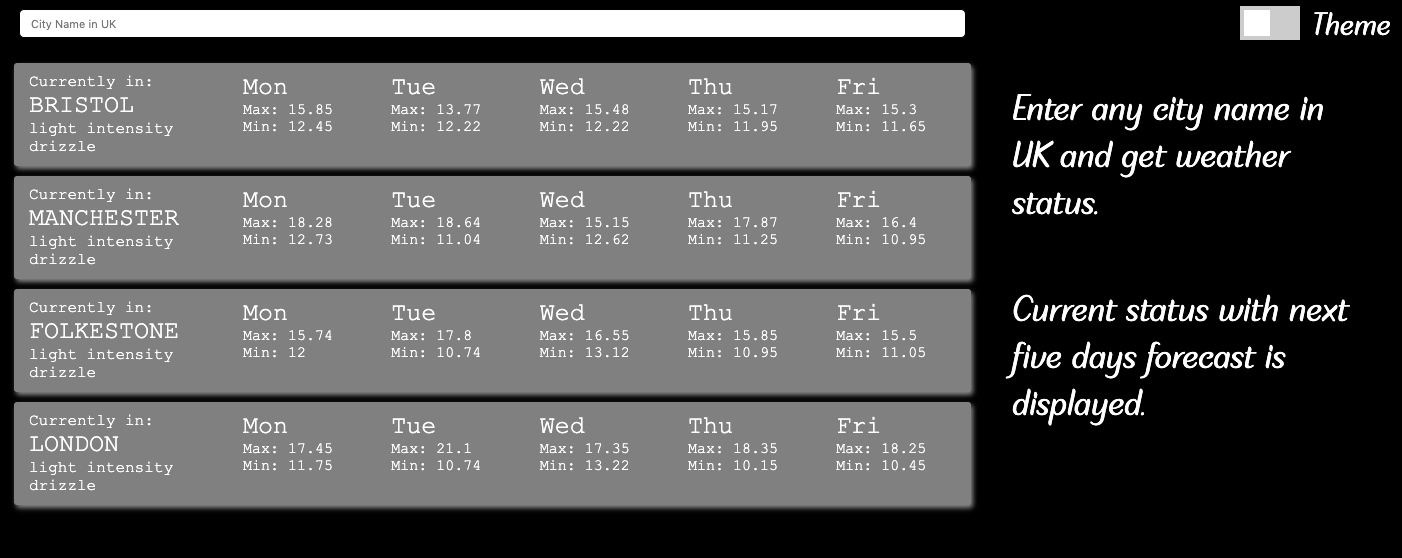 City Name in UK
Theme
Currently in:
BRISTOL
light intensity
drizzle
Mon
Max: 15.85
Min: 12.45
Tue
Max: 13.77
Min: 12.22
Wed
Max: 15.48
Min: 12.22
Thu
Max: 15.17
Min: 11.95
Fri
Max: 15.3
Min: 11.65
Currently in:
MANCHESTER
light intensity
drizzle
Mon
Max: 18.28
Min: 12.73
Tue
Max: 18.64
Min: 11.04
Wed
Max: 15.15
Min: 12.62
Thu
Max: 17.87
Min: 11.25
Fri
Max: 16.4
Min: 10.95
Currently in:
FOLKESTONE
light intensity
drizzle
Mon
Max: 15.74
Min: 12
Tue
Max: 17.8
Min: 10.74
Wed
Max: 16.55
Min: 13.12
Thu
Max: 15.85
Min: 10.95
Fri
Max: 15.5
Min: 11.05
Currently in:
LONDON
light intensity
drizzle
Mon
Max: 17.45
Min: 11.75
Tue
Max: 21.1
Min: 10.74
Wed
Max: 17.35
Min: 13.22
Thu
Max: 18.35
Min: 10.15
Fri
Max: 18.25
Min: 10.45
Enter any city name in
UK and get weather
status.
Current status with next
five days forecast is
displayed.